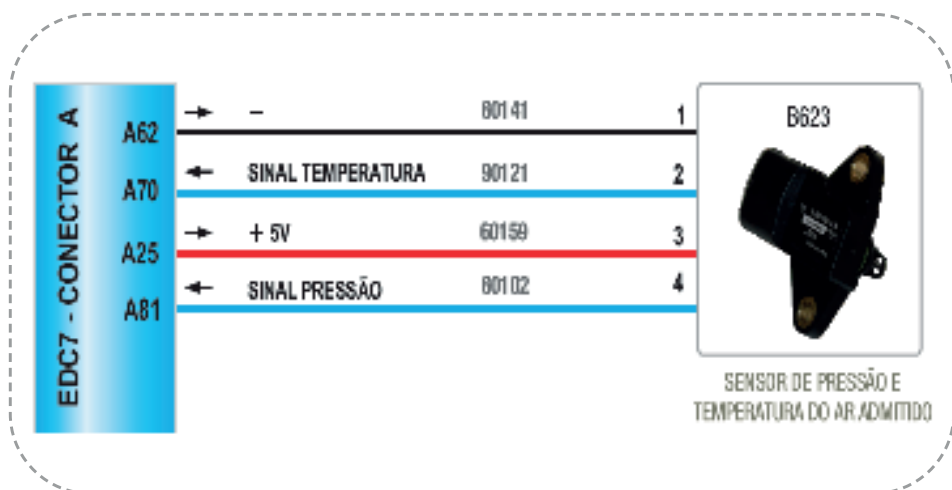 EDC7 - CONECTOR A
A62
A70
A25
A81
– 60141 1
SINAL TEMPERATURA 90121 2
+ 5V 60159 3
SINAL PRESSÃO 80102 4
B623
SENSOR DE PRESSÃO E
TEMPERATURA DO AR ADMITIDO